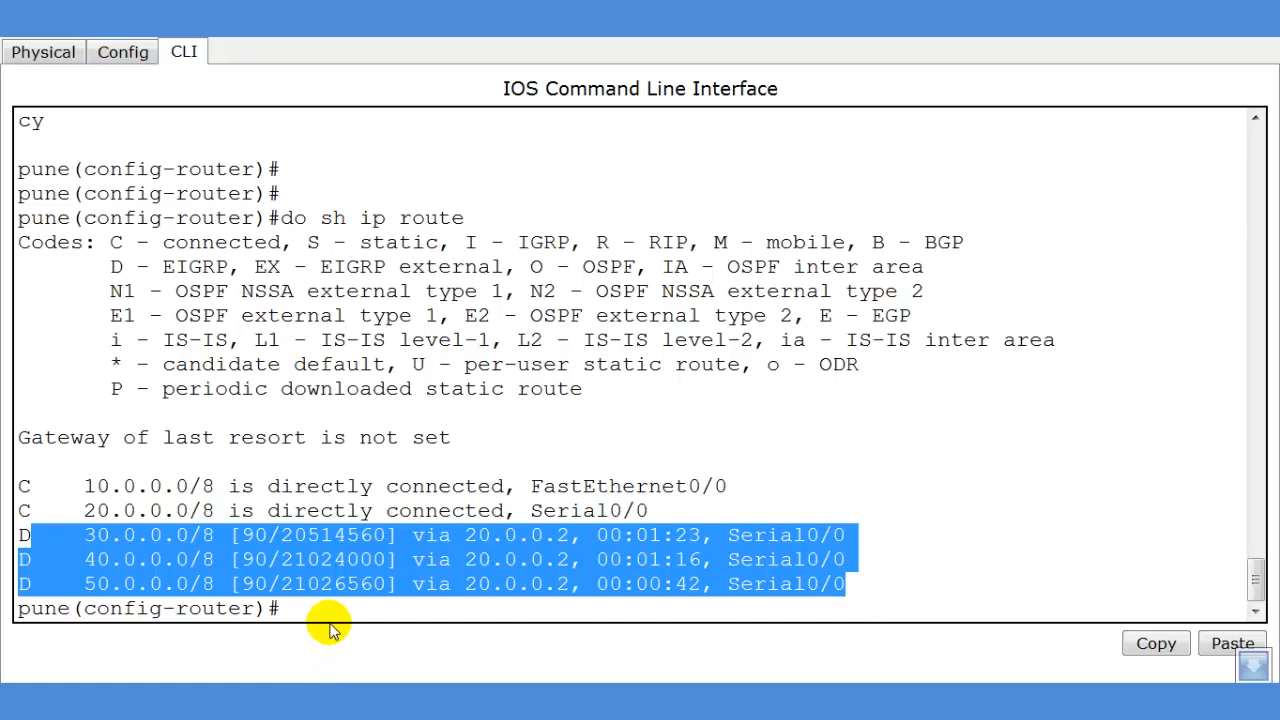 Physical Config CLI
IOS Command Line Interface
cy
pune(config-router)#
pune(config-router)#
pune(config-router)#do sh ip route
Codes: C - connected, S - static, I - IGRP, R - RIP, M - mobile, B - BGP
D - EIGRP, EX - EIGRP external, O - OSPF, IA - OSPF inter area
N1 - OSPF NSSA external type 1, N2 - OSPF NSSA external type 2
E1 - OSPF external type 1, E2 - OSPF external type 2, E - EGP
i - IS-IS, L1 - IS-IS level-1, L2 - IS-IS level-2, ia - IS-IS inter area
* - candidate default, U - per-user static route, o - ODR
P - periodic downloaded static route
Gateway of last resort is not set
C 10.0.0.0/8 is directly connected, FastEthernet0/0
C 20.0.0.0/8 is directly connected, Serial0/0
D 30.0.0.0/8 [90/20514560] via 20.0.0.2, 00:01:23, Serial0/0
D 40.0.0.0/8 [90/21024000] via 20.0.0.2, 00:01:16, Serial0/0
D 50.0.0.0/8 [90/21026560] via 20.0.0.2, 00:00:42, Serial0/0
pune(config-router)#
Copy Paste